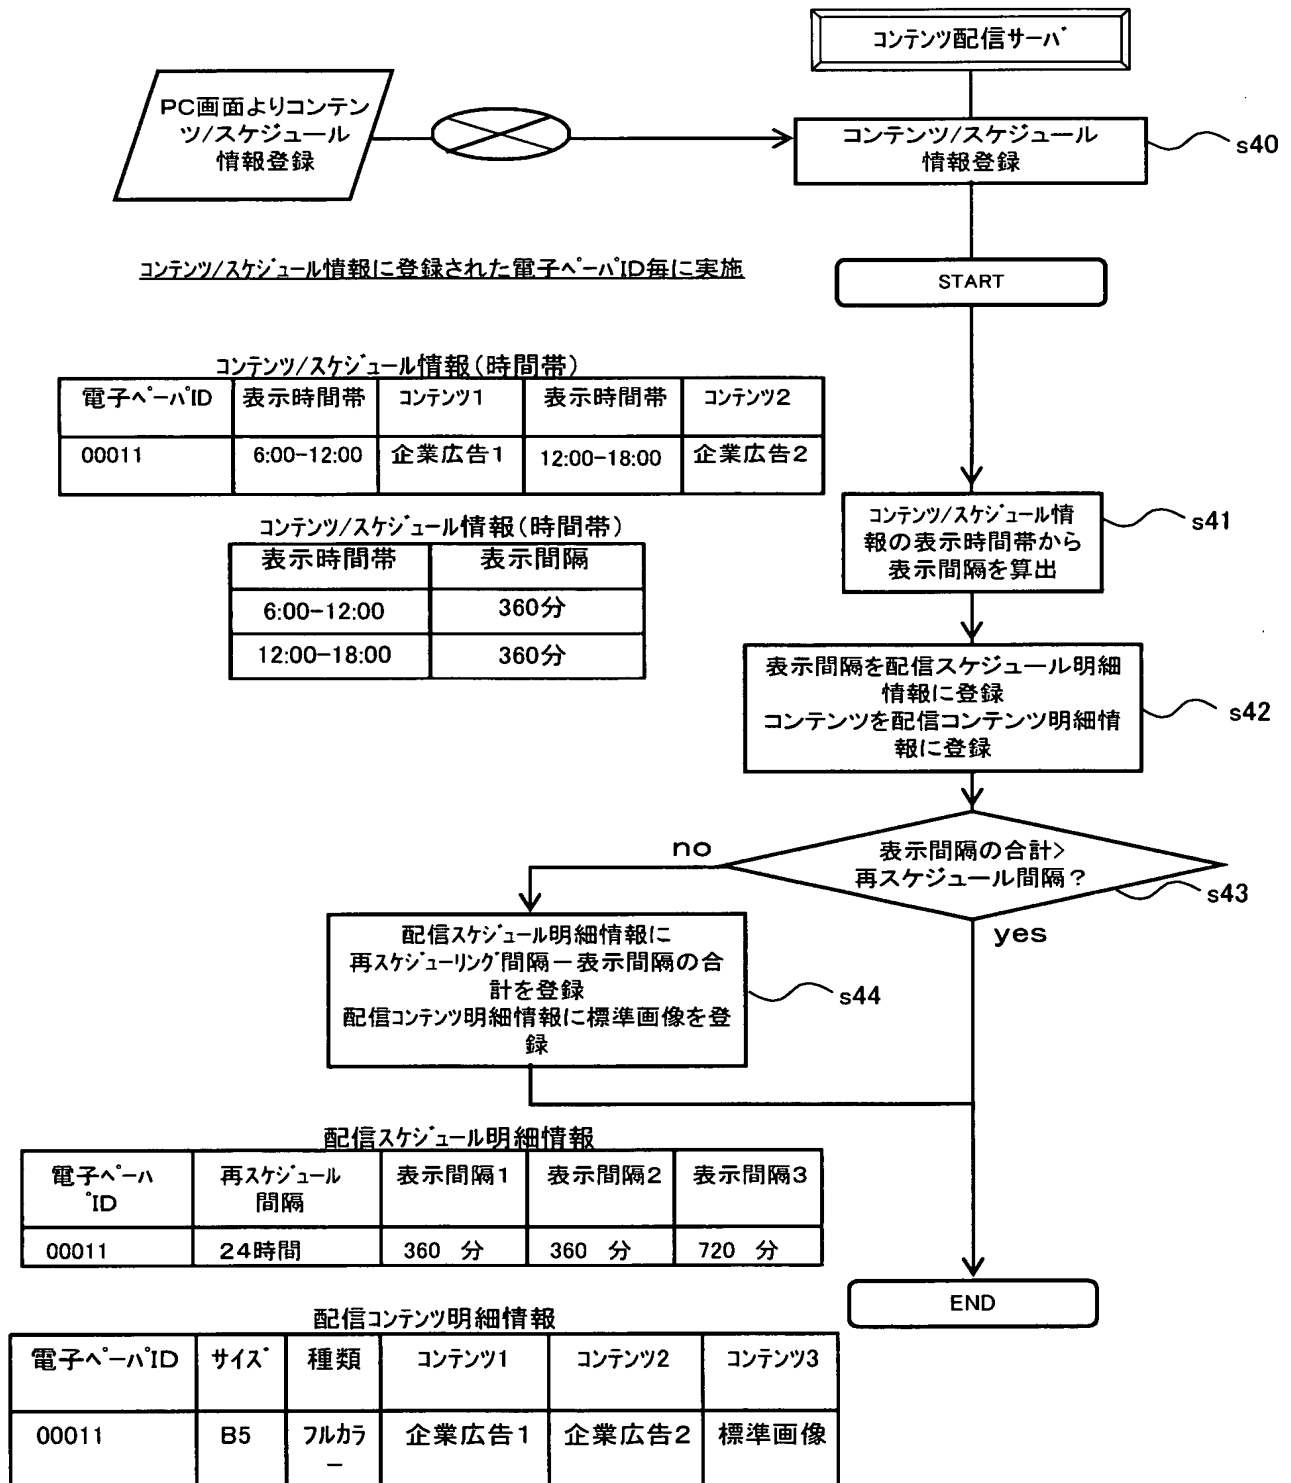 コンテンツ配信サーバ
PC画面よりコンテン
ツ/スケジュール
情報登録
コンテンツ/スケジュール
情報登録
s40
コンテンツ/スケジュール情報に登録された電子ペーパID毎に実施
START
コンテンツ/スケジュール情報(時間帯)
電子ペーパID 表示時間帯 コンテンツ1 表示時間帯 コンテンツ2
00011 6:00-12:00 企業広告1 12:00-18:00 企業広告2
コンテンツ/スケジュール情報(時間帯)
表示時間帯 表示間隔
6:00-12:00 360分
12:00-18:00 360分
コンテンツ/スケジュール情
報の表示時間帯から
表示間隔を算出
s41
表示間隔を配信スケジュール明細
情報に登録
コンテンツを配信コンテンツ明細情
報に登録
s42
表示間隔の合計>
再スケジュール間隔?
s43
no
yes
配信スケジュール明細情報に
再スケジューリング間隔-表示間隔の合
計を登録
配信コンテンツ明細情報に標準画像を登
録
s44
配信スケジュール明細情報
電子ペーパ
ID
再スケジュール
間隔
表示間隔1 表示間隔2 表示間隔3
00011 24時間 360 分 360 分 720 分
END
配信コンテンツ明細情報
電子ペーパID サイズ 種類 コンテンツ1 コンテンツ2 コンテンツ3
00011 B5 フルカラ
ー
企業広告1 企業広告2 標準画像